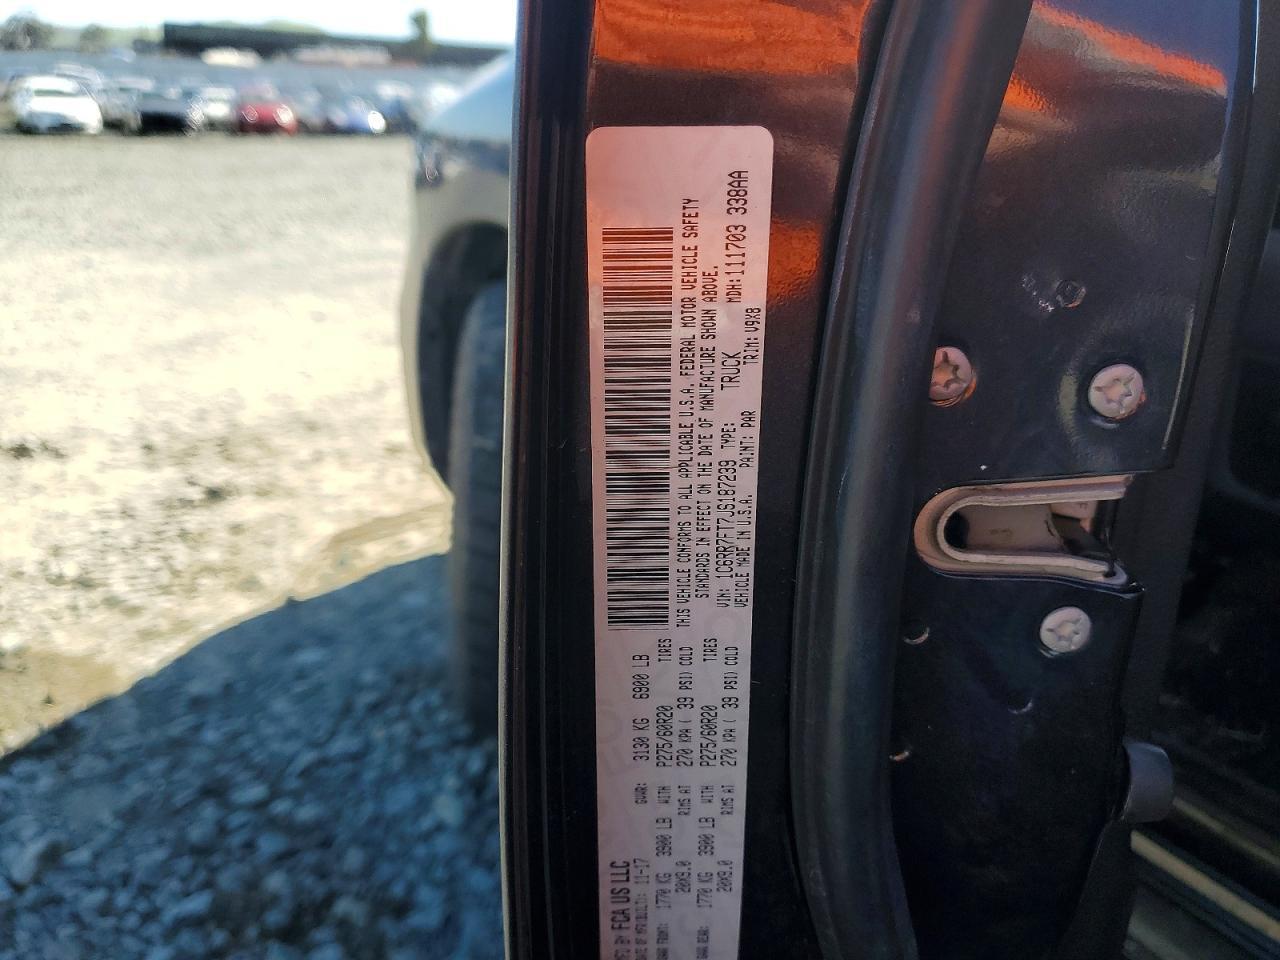 MFD BY FCA US LLC
DATE OF MFR(BUILT): 11-17 GVWR: 3130 KG 6900 LB
GAWR FRONT: 1770 KG 3900 LB WITH P275/60R20 TIRES
20X9.0 RIMS AT 270 KPA ( 39 PSI) COLD
GAWR REAR: 1770 KG 3900 LB WITH P275/60R20 TIRES
20X9.0 RIMS AT 270 KPA ( 39 PSI) COLD
THIS VEHICLE CONFORMS TO ALL APPLICABLE U.S.A. FEDERAL MOTOR VEHICLE SAFETY
STANDARDS IN EFFECT ON THE DATE OF MANUFACTURE SHOWN ABOVE.
VIN: 1C6RR7FT7JS187239 TYPE: TRUCK MDH: 111703 338AA
VEHICLE MADE IN U.S.A. PAINT: PAR TRIM: V9X8